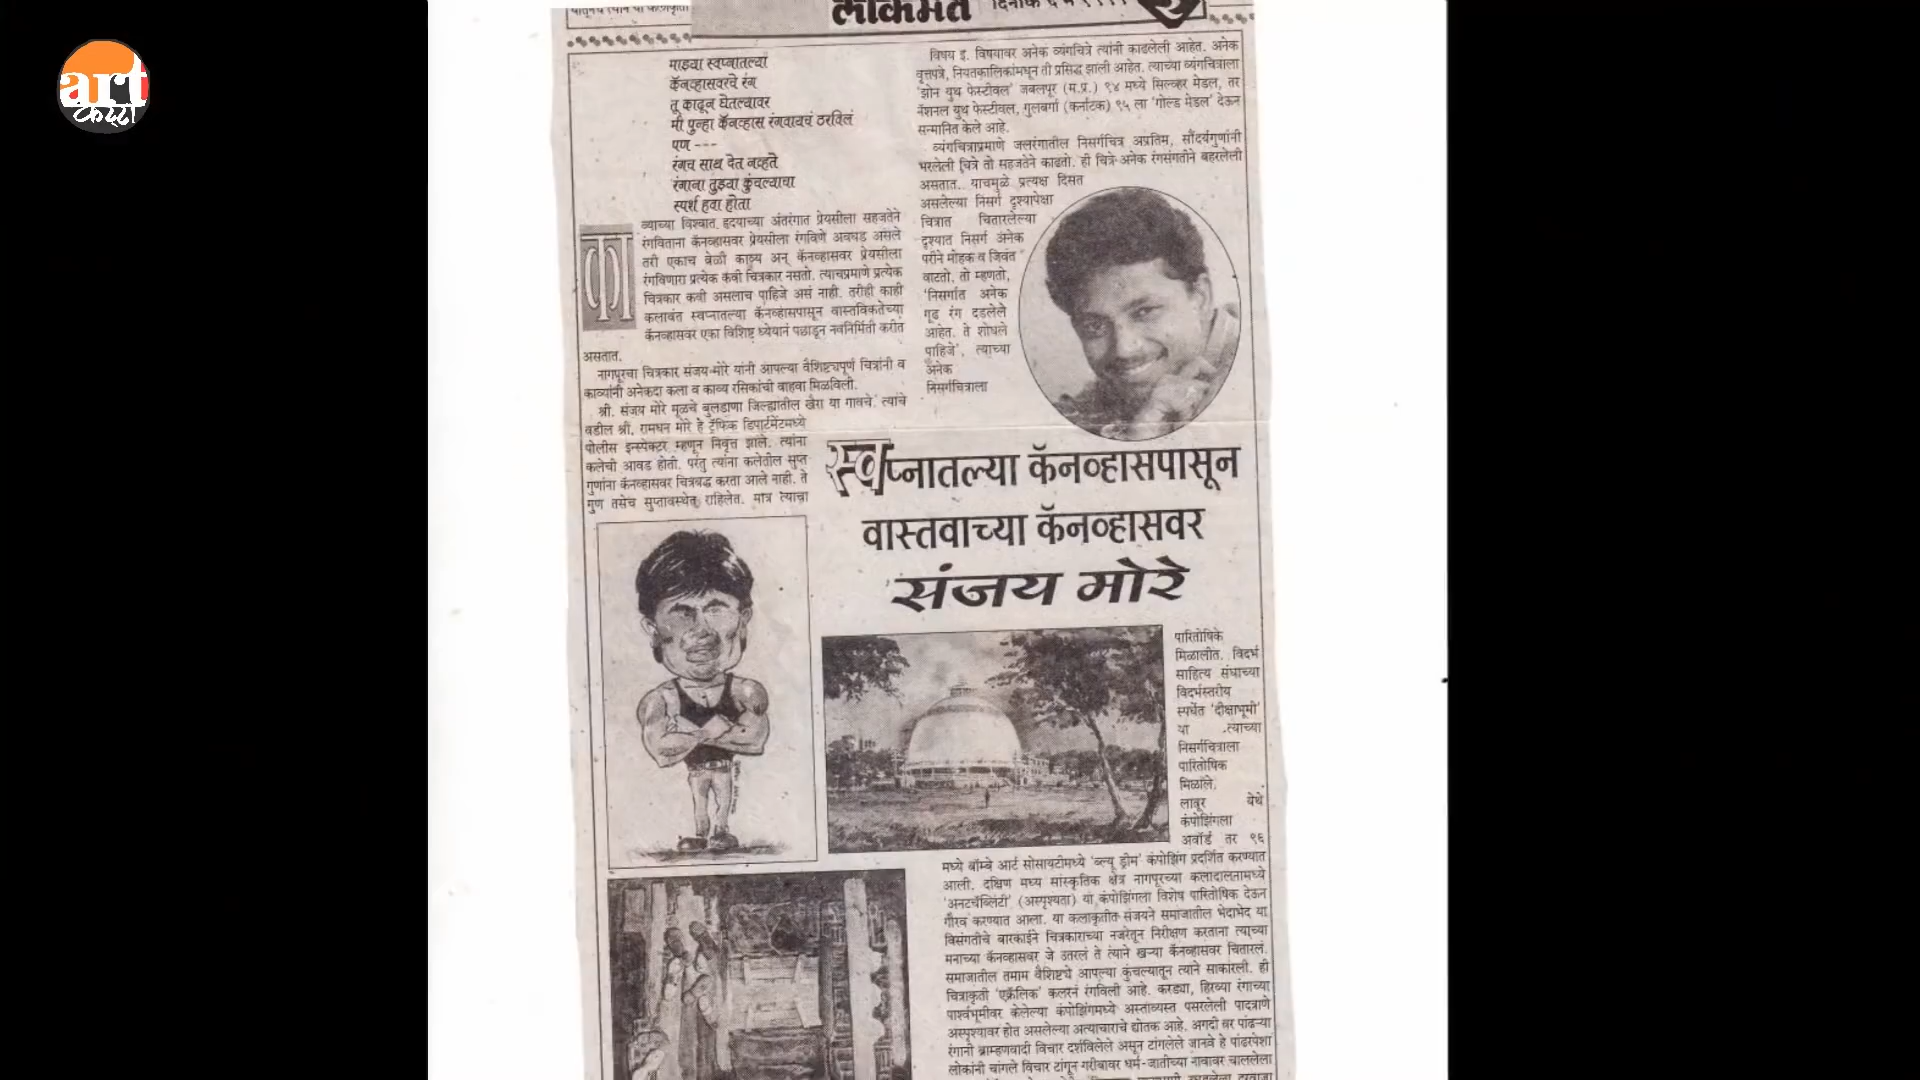 art
कट्टा
लोकमत
माझ्या स्वप्नातल्या
कॅनव्हासवरचे रंग
तू काढून घेतल्यावर
मी पुन्हा कॅनव्हास रंगवायचं ठरविलं
पण ---
रंगच साथ देत नव्हते
रंगाना तुझ्या कुंचल्याचा
स्पर्श हवा होता
काव्याच्या विश्वात, हृदयाच्या अंतरंगात प्रेयसीला सहजतेने
रंगविताना कॅनव्हासवर प्रेयसीला रंगविणे अवघड असले
तरी एकाच वेळी काव्य अन् कॅनव्हासवर प्रेयसीला
रंगविणारा प्रत्येक कवी चित्रकार नसतो. त्याचप्रमाणे प्रत्येक
चित्रकार कवी असलाच पाहिजे असं नाही. तरीही काही
कलावंत स्वप्नातल्या कॅनव्हासपासून वास्तविकतेच्या
कॅनव्हासवर एका विशिष्ट ध्येयानं पछाडून नवनिर्मिती करीत
असतात.
नागपूरचा चित्रकार संजय मोरे यांनी आपल्या वैशिष्ट्यपूर्ण चित्रांनी व
काव्यांनी अनेकदा कला व काव्य रसिकांची वाहवा मिळविली.
श्री. संजय मोरे मूळचे बुलडाणा जिल्ह्यातील खैरा या गावचे. त्यांचे
वडील श्री. रामधन मोरे हे ट्रॅफिक डिपार्टमेंटमध्ये
पोलीस इन्स्पेक्टर म्हणून निवृत्त झाले. त्यांना
कलेची आवड होती. परंतु त्यांना कलेतील सुप्त
गुणांना कॅनव्हासवर चित्रबद्ध करता आले नाही. ते
गुण तसेच सुप्तावस्थेत राहिलेत. मात्र त्याचा
विषय इ. विषयावर अनेक व्यंगचित्रे त्यांनी काढलेली आहेत. अनेक
वृत्तपत्रे, नियतकालिकांमधून ती प्रसिद्ध झाली आहेत. त्याच्या व्यंगचित्राला
'झोन युथ फेस्टीवल' जबलपूर (म.प्र.) ९४ मध्ये सिल्व्हर मेडल, तर
नॅशनल युथ फेस्टीवल, गुलबर्गा (कर्नाटक) ९५ ला 'गोल्ड मेडल' देऊन
सन्मानित केले आहे.
व्यंगचित्राप्रमाणे जलरंगातील निसर्गचित्र अप्रतिम, सौंदर्यगुणांनी
भरलेली चित्रे तो सहजतेने काढतो. ही चित्रे अनेक रंगसंगतीने बहरलेली
असतात. याचमुळे प्रत्यक्ष दिसत
असलेल्या निसर्ग दृश्यापेक्षा
चित्रात चितारलेल्या
दृश्यात निसर्ग अनेक
परीने मोहक व जिवंत
वाटतो, तो म्हणतो,
'निसर्गात अनेक
गूढ रंग दडलेले
आहेत. ते शोधले
पाहिजे'. त्याच्या
अनेक
निसर्गचित्राला
स्वप्नातल्या कॅनव्हासपासून
वास्तवाच्या कॅनव्हासवर
संजय मोरे
पारितोषिके
मिळालीत. विदर्भ
साहित्य संघाच्या
विदर्भस्तरीय
स्पर्धेत 'दीक्षाभूमी'
या त्याच्या
निसर्गचित्राला
पारितोषिक
मिळाले.
लातूर येथे
कंपोझिंगला
अवॉर्ड तर ९६
मध्ये बॉम्बे आर्ट सोसायटीमध्ये 'ब्ल्यू ड्रीम' कंपोझिंग प्रदर्शित करण्यात
आली. दक्षिण मध्य सांस्कृतिक क्षेत्र नागपूरच्या कलादालनामध्ये
'अनटचॅब्लिटी' (अस्पृश्यता) या कंपोझिंगला विशेष पारितोषिक देऊन
गौरव करण्यात आला. या कलाकृतीत संजयने समाजातील भेदाभेद या
विसंगतीचे बारकाईने चित्रकाराच्या नजरेतून निरीक्षण करताना त्याच्या
मनाच्या कॅनव्हासवर जे उतरलं ते त्याने खऱ्या कॅनव्हासवर चितारलं.
समाजातील तमाम वैशिष्ट्ये आपल्या कुंचल्यातून त्याने साकारली. ही
चित्राकृती 'एक्रॅलिक' कलरनं रंगविली आहे. करड्या, हिरव्या रंगाच्या
पार्श्वभूमीवर केलेल्या कंपोझिंगमध्ये अस्ताव्यस्त पसरलेली पादत्राणे
अस्पृश्यावर होत असलेल्या अत्याचाराचे द्योतक आहे. अगदी वर पांढऱ्या
रंगानी ब्राम्हणवादी विचार दर्शविलेले असून टांगलेले जानवे हे पांढरपेशा
लोकांनी चांगले विचार टांगून गरीबावर धर्म-जातीच्या नावावर चाललेला